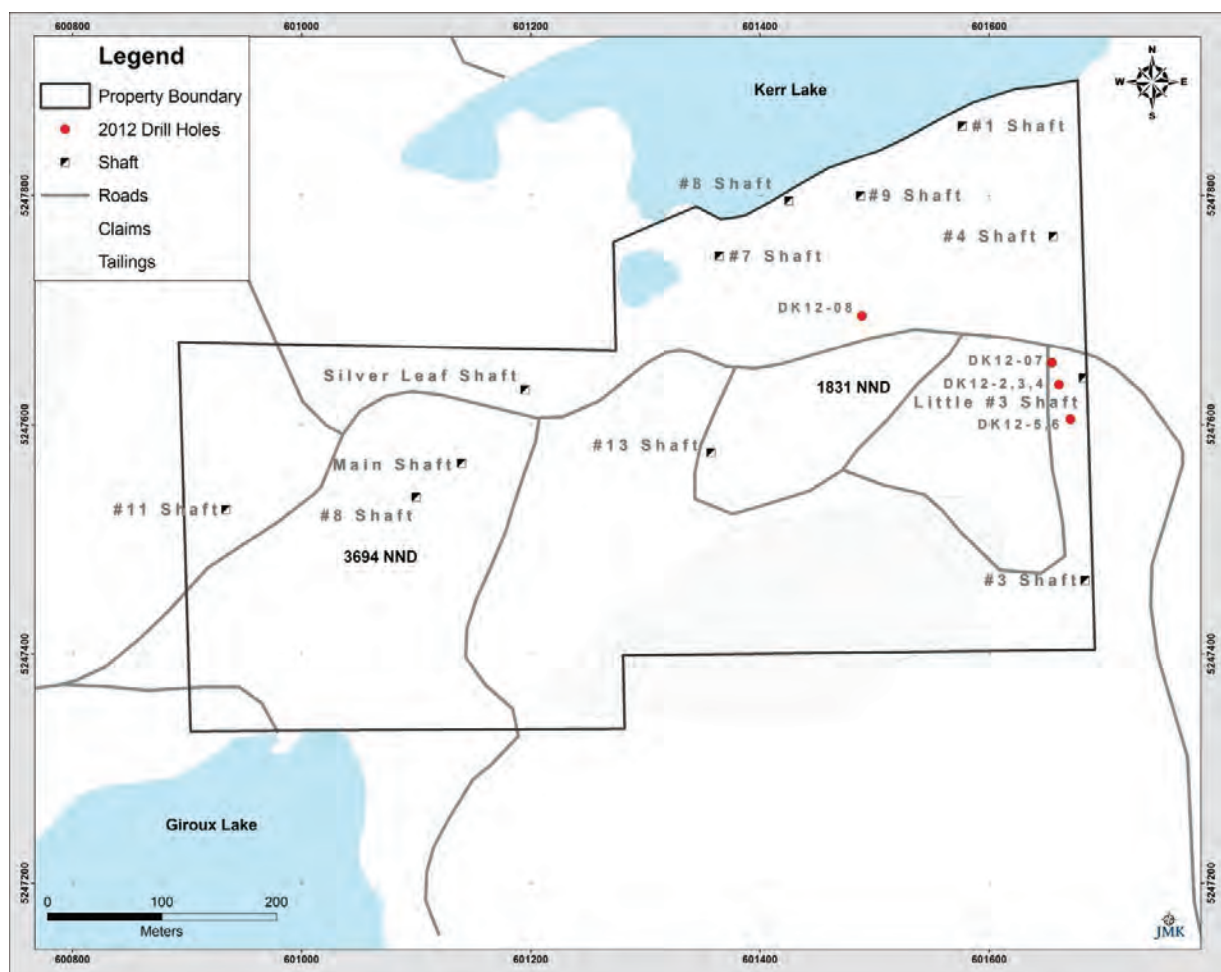 600800
601000
601200
601400
601600
Legend
Property Boundary
2012 Drill Holes
Shaft
Roads
Claims
Tailings
N
W E
S
Kerr Lake
#1 Shaft
5247800
5247800
#8 Shaft
#9 Shaft
#4 Shaft
#7 Shaft
DK12-08
DK12-07
Silver Leaf Shaft
1831 NND
DK12-2,3,4
Little #3 Shaft
5247600
5247600
DK12-5,6
#13 Shaft
Main Shaft
#11 Shaft
#8 Shaft
3694 NND
#3 Shaft
5247400
5247400
Giroux Lake
5247200
5247200
0 100 200
Meters
JMK
600800
601000
601200
601400
601600